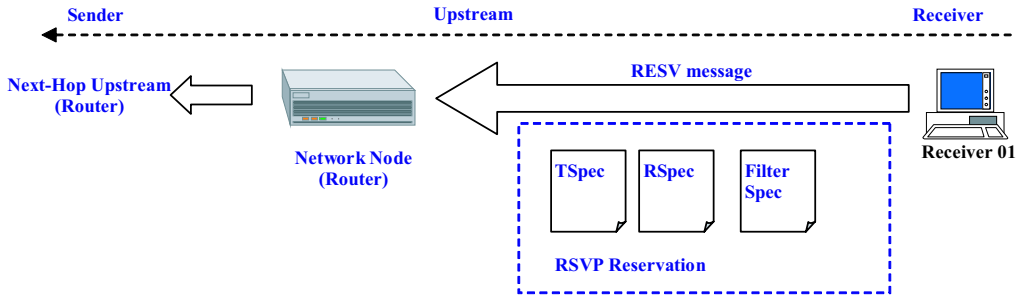 Sender
Upstream
Receiver
Next-Hop Upstream
(Router)
RESV message
Network Node
(Router)
Receiver 01
TSpec
RSpec
Filter
Spec
RSVP Reservation